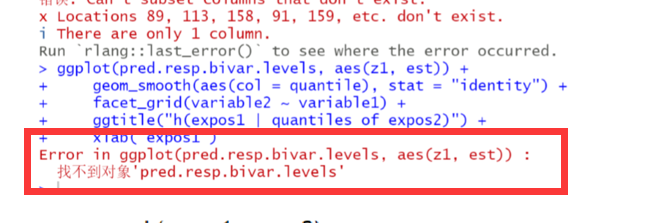 错误: Can't subset columns that don't exist.
x Locations 89, 113, 158, 91, 159, etc. don't exist.
i There are only 1 column.
Run `rlang::last_error()` to see where the error occurred.
> ggplot(pred.resp.bivar.levels, aes(z1, est)) +
+ geom_smooth(aes(col = quantile), stat = "identity") +
+ facet_grid(variable2 ~ variable1) +
+ ggtitle("h(expos1 | quantiles of expos2)") +
+ xlab("expos1")
Error in ggplot(pred.resp.bivar.levels, aes(z1, est)) :
找不到对象'pred.resp.bivar.levels'
>